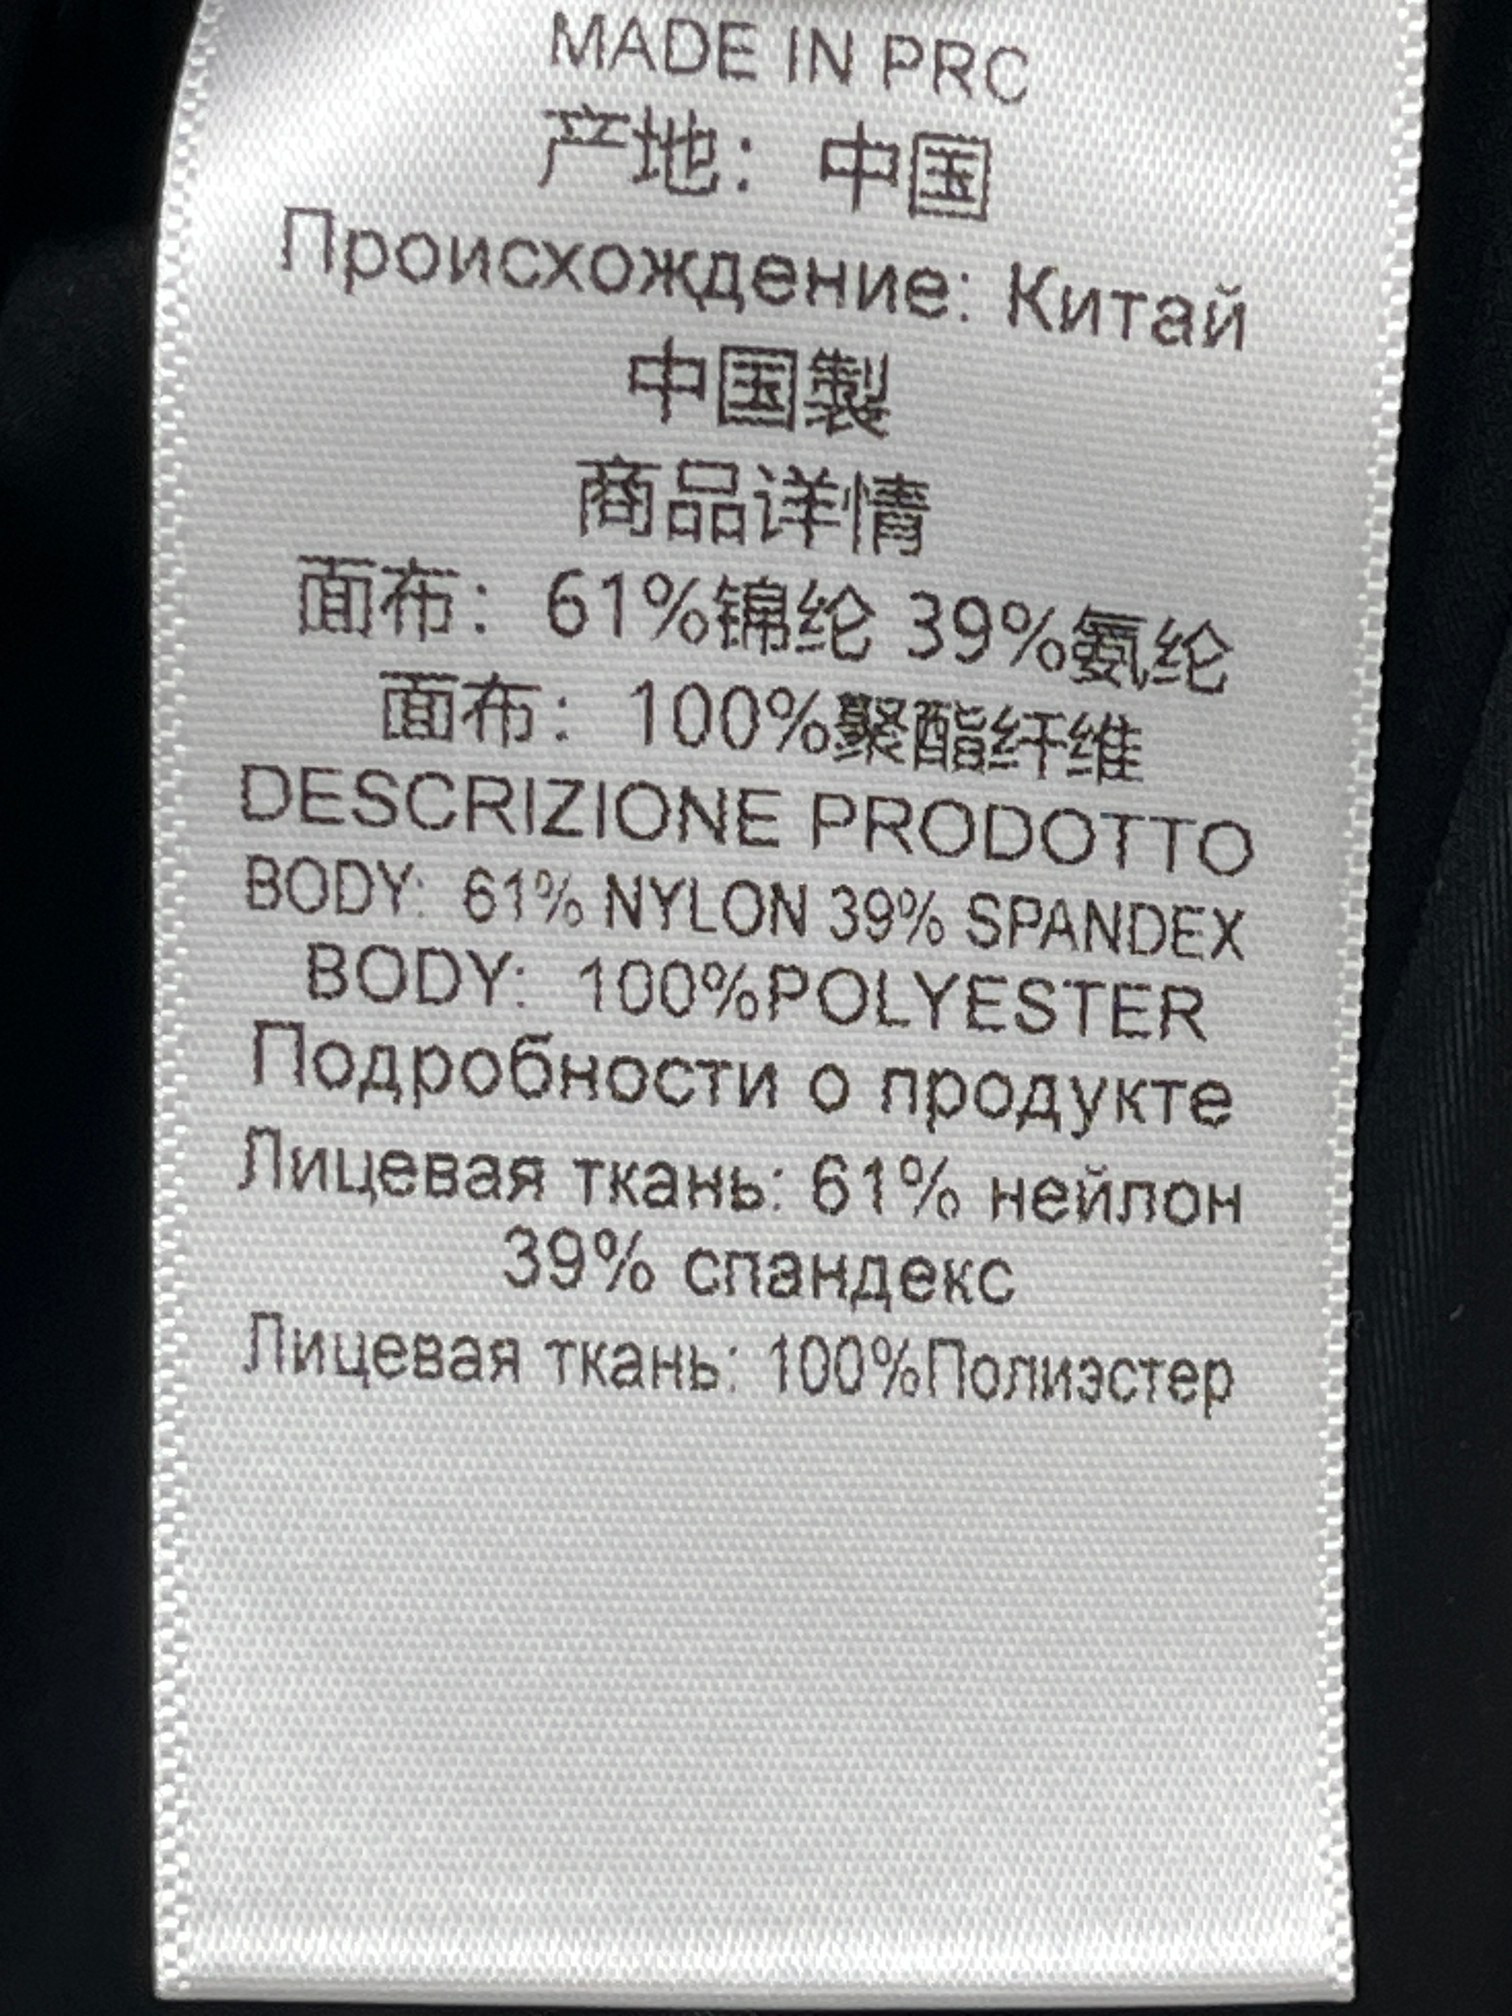 MADE IN PRC
产地：中国
Происхождение: Китай
中国製
商品详情
面布：61%锦纶 39%氨纶
面布：100%聚酯纤维
DESCRIZIONE PRODOTTO
BODY: 61% NYLON 39% SPANDEX
BODY: 100%POLYESTER
Подробности о продукте
Лицевая ткань: 61% нейлон
39% спандекс
Лицевая ткань: 100%Полиэстер